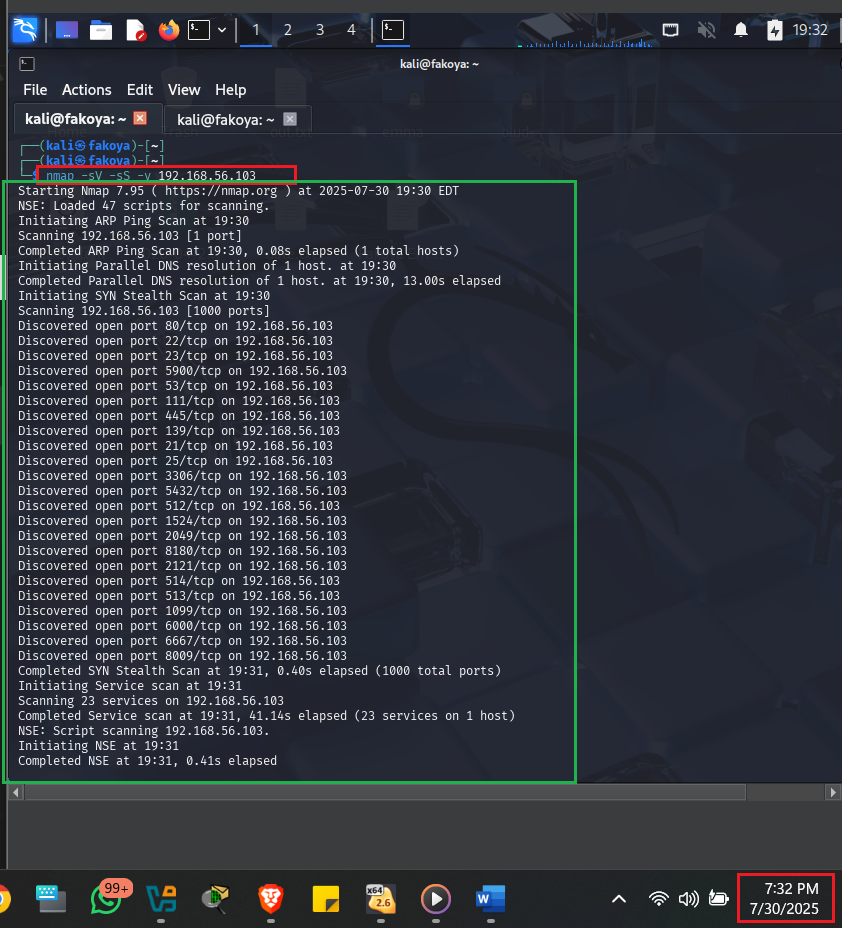 1 2 3 4 19:32
kali@fakoya: ~
File Actions Edit View Help
kali@fakoya: ~ kali@fakoya: ~
(kali㉿fakoya)-[~]
(kali㉿fakoya)-[~]
$ nmap -sV -sS -v 192.168.56.103
Starting Nmap 7.95 ( https://nmap.org ) at 2025-07-30 19:30 EDT
NSE: Loaded 47 scripts for scanning.
Initiating ARP Ping Scan at 19:30
Scanning 192.168.56.103 [1 port]
Completed ARP Ping Scan at 19:30, 0.08s elapsed (1 total hosts)
Initiating Parallel DNS resolution of 1 host. at 19:30
Completed Parallel DNS resolution of 1 host. at 19:30, 13.00s elapsed
Initiating SYN Stealth Scan at 19:30
Scanning 192.168.56.103 [1000 ports]
Discovered open port 80/tcp on 192.168.56.103
Discovered open port 22/tcp on 192.168.56.103
Discovered open port 23/tcp on 192.168.56.103
Discovered open port 5900/tcp on 192.168.56.103
Discovered open port 53/tcp on 192.168.56.103
Discovered open port 111/tcp on 192.168.56.103
Discovered open port 445/tcp on 192.168.56.103
Discovered open port 139/tcp on 192.168.56.103
Discovered open port 21/tcp on 192.168.56.103
Discovered open port 25/tcp on 192.168.56.103
Discovered open port 3306/tcp on 192.168.56.103
Discovered open port 5432/tcp on 192.168.56.103
Discovered open port 512/tcp on 192.168.56.103
Discovered open port 1524/tcp on 192.168.56.103
Discovered open port 2049/tcp on 192.168.56.103
Discovered open port 8180/tcp on 192.168.56.103
Discovered open port 2121/tcp on 192.168.56.103
Discovered open port 514/tcp on 192.168.56.103
Discovered open port 513/tcp on 192.168.56.103
Discovered open port 1099/tcp on 192.168.56.103
Discovered open port 6000/tcp on 192.168.56.103
Discovered open port 6667/tcp on 192.168.56.103
Discovered open port 8009/tcp on 192.168.56.103
Completed SYN Stealth Scan at 19:31, 0.40s elapsed (1000 total ports)
Initiating Service scan at 19:31
Scanning 23 services on 192.168.56.103
Completed Service scan at 19:31, 41.14s elapsed (23 services on 1 host)
NSE: Script scanning 192.168.56.103.
Initiating NSE at 19:31
Completed NSE at 19:31, 0.41s elapsed
99+
x64
2.6
W
7:32 PM
7/30/2025